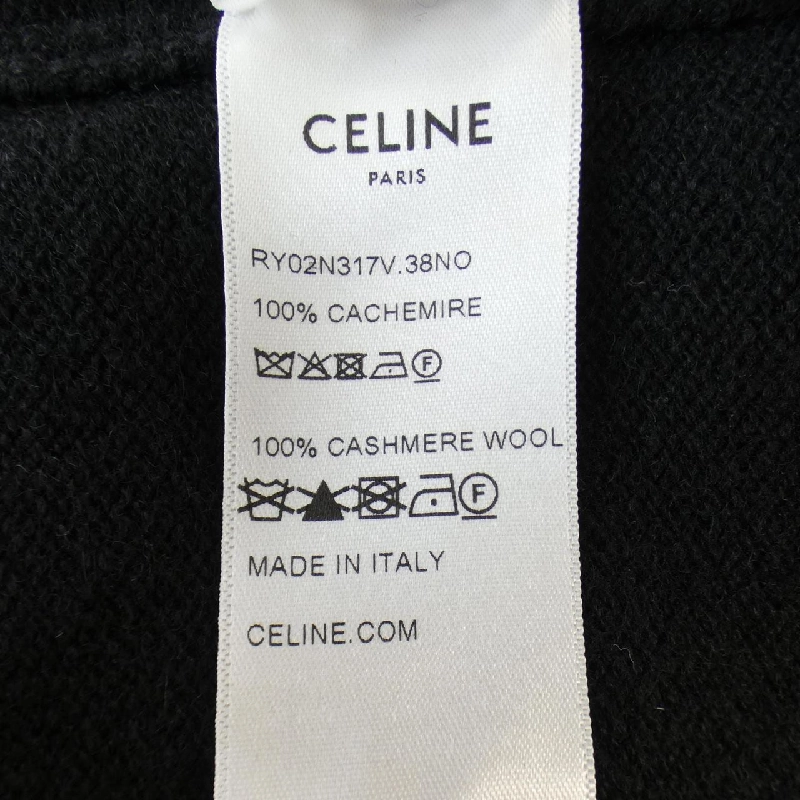 CELINE
PARIS
RY02N317V.38NO
100% CACHEMIRE
F
100% CASHMERE WOOL
F
MADE IN ITALY
CELINE.COM